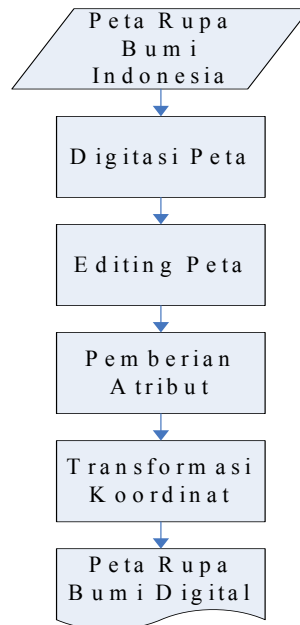 Peta Rupa
Bumi
Indonesia
Digitasi Peta
Editing Peta
Pemberian
Atribut
Transformasi
Koordinat
Peta Rupa
Bumi Digital